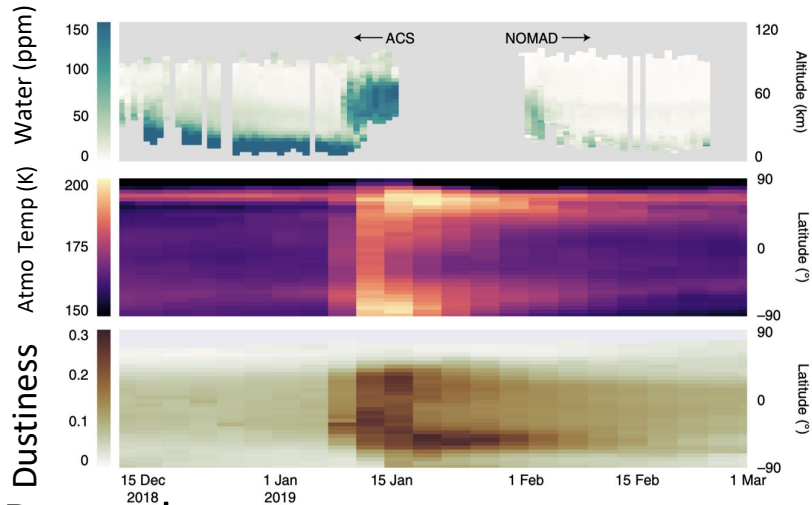 Water (ppm)
150
100
50
0
← ACS
NOMAD →
120
60
0
Altitude (km)
Atmo Temp (K)
200
175
150
90
0
–90
Latitude (°)
Dustiness
0.3
0.2
0.1
0
90
0
–90
Latitude (°)
15 Dec
2018
1 Jan
2019
15 Jan
1 Feb
15 Feb
1 Mar